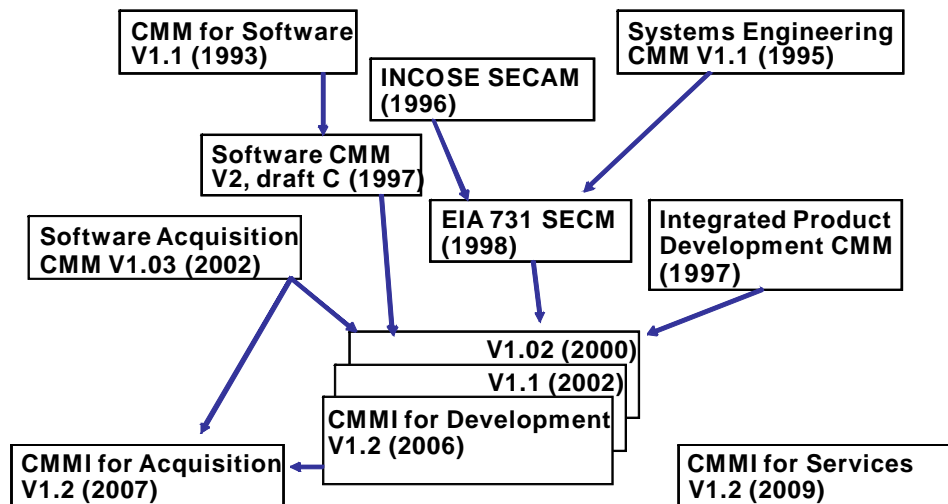 CMM for Software
V1.1 (1993)
Systems Engineering
CMM V1.1 (1995)
INCOSE SECAM
(1996)
Software CMM
V2, draft C (1997)
EIA 731 SECM
(1998)
Integrated Product
Development CMM
(1997)
Software Acquisition
CMM V1.03 (2002)
V1.02 (2000)
V1.1 (2002)
CMMI for Development
V1.2 (2006)
CMMI for Acquisition
V1.2 (2007)
CMMI for Services
V1.2 (2009)